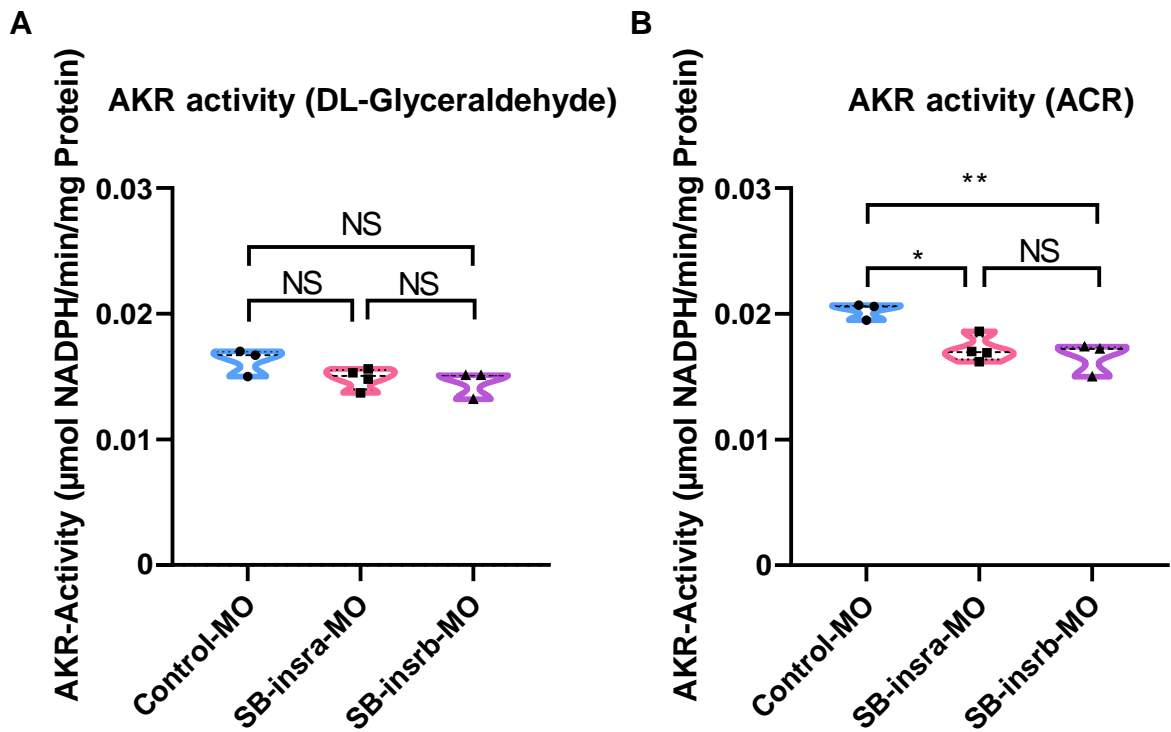 A
AKR activity (DL-Glyceraldehyde)
AKR-Activity (μmol NADPH/min/mg Protein)
0.03
0.02
0.01
0
NS
NS
NS
Control-MO
SB-insra-MO
SB-insrb-MO
B
AKR activity (ACR)
AKR-Activity (μmol NADPH/min/mg Protein)
0.03
0.02
0.01
0
**
*
NS
Control-MO
SB-insra-MO
SB-insrb-MO